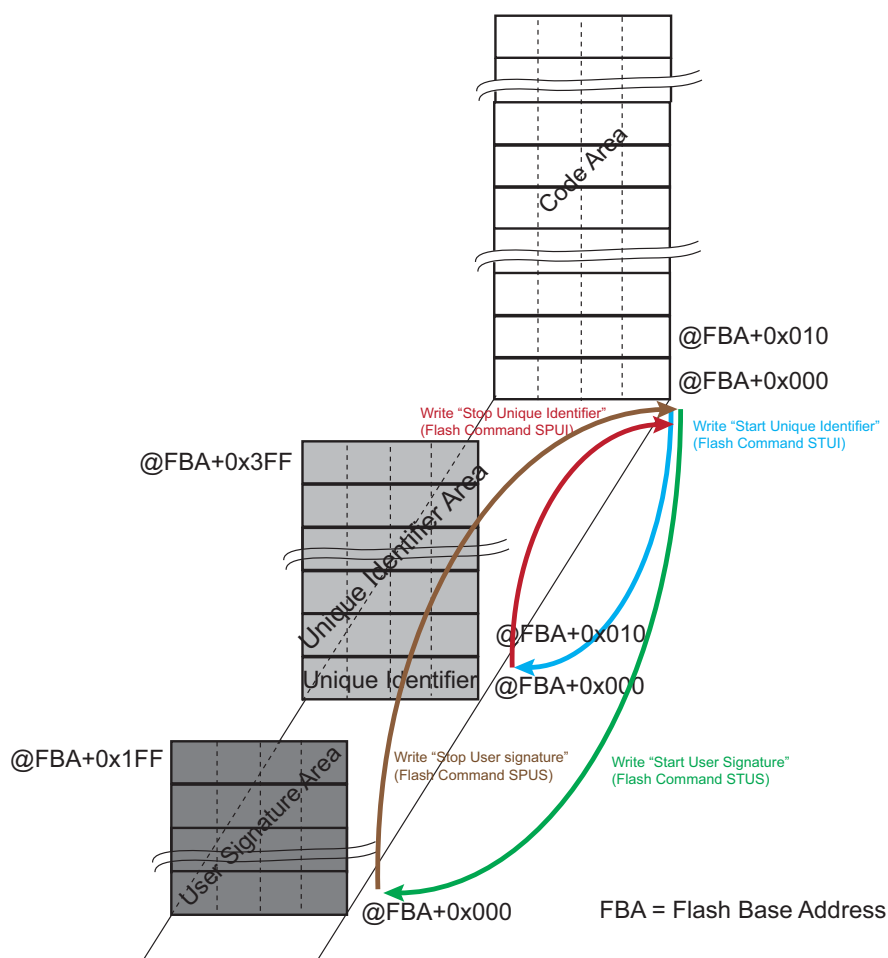 Code Area
@FBA+0x010
@FBA+0x000
Write “Stop Unique Identifier”
(Flash Command SPUI)
Write “Start Unique Identifier”
(Flash Command STUI)
@FBA+0x3FF
Unique Identifier Area
@FBA+0x010
Unique Identifier
@FBA+0x000
@FBA+0x1FF
Write “Stop User signature”
(Flash Command SPUS)
Write “Start User Signature”
(Flash Command STUS)
User Signature Area
@FBA+0x000
FBA = Flash Base Address